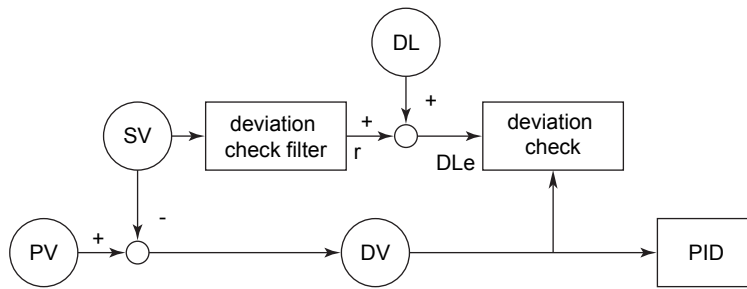 DL
+
SV
deviation
check filter
+
r
DLe
deviation
check
-
PV
+
DV
PID